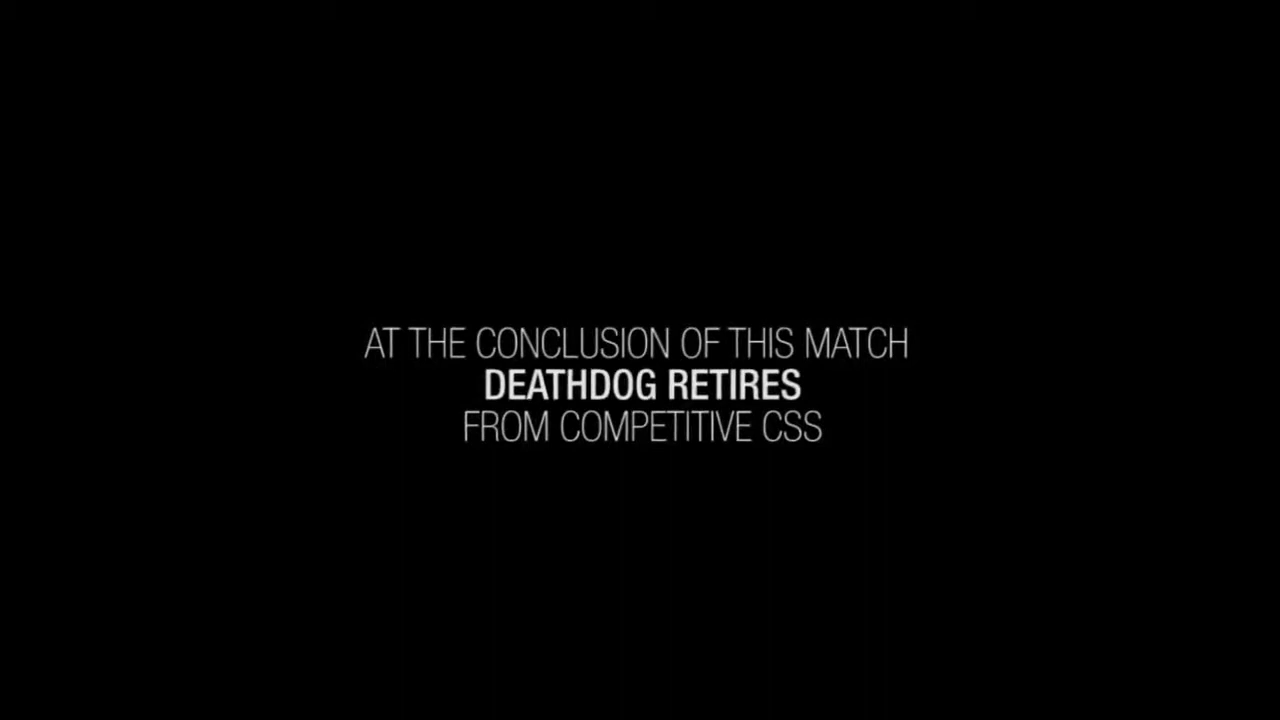 AT THE CONCLUSION OF THIS MATCH
DEATHDOG RETIRES
FROM COMPETITIVE CSS